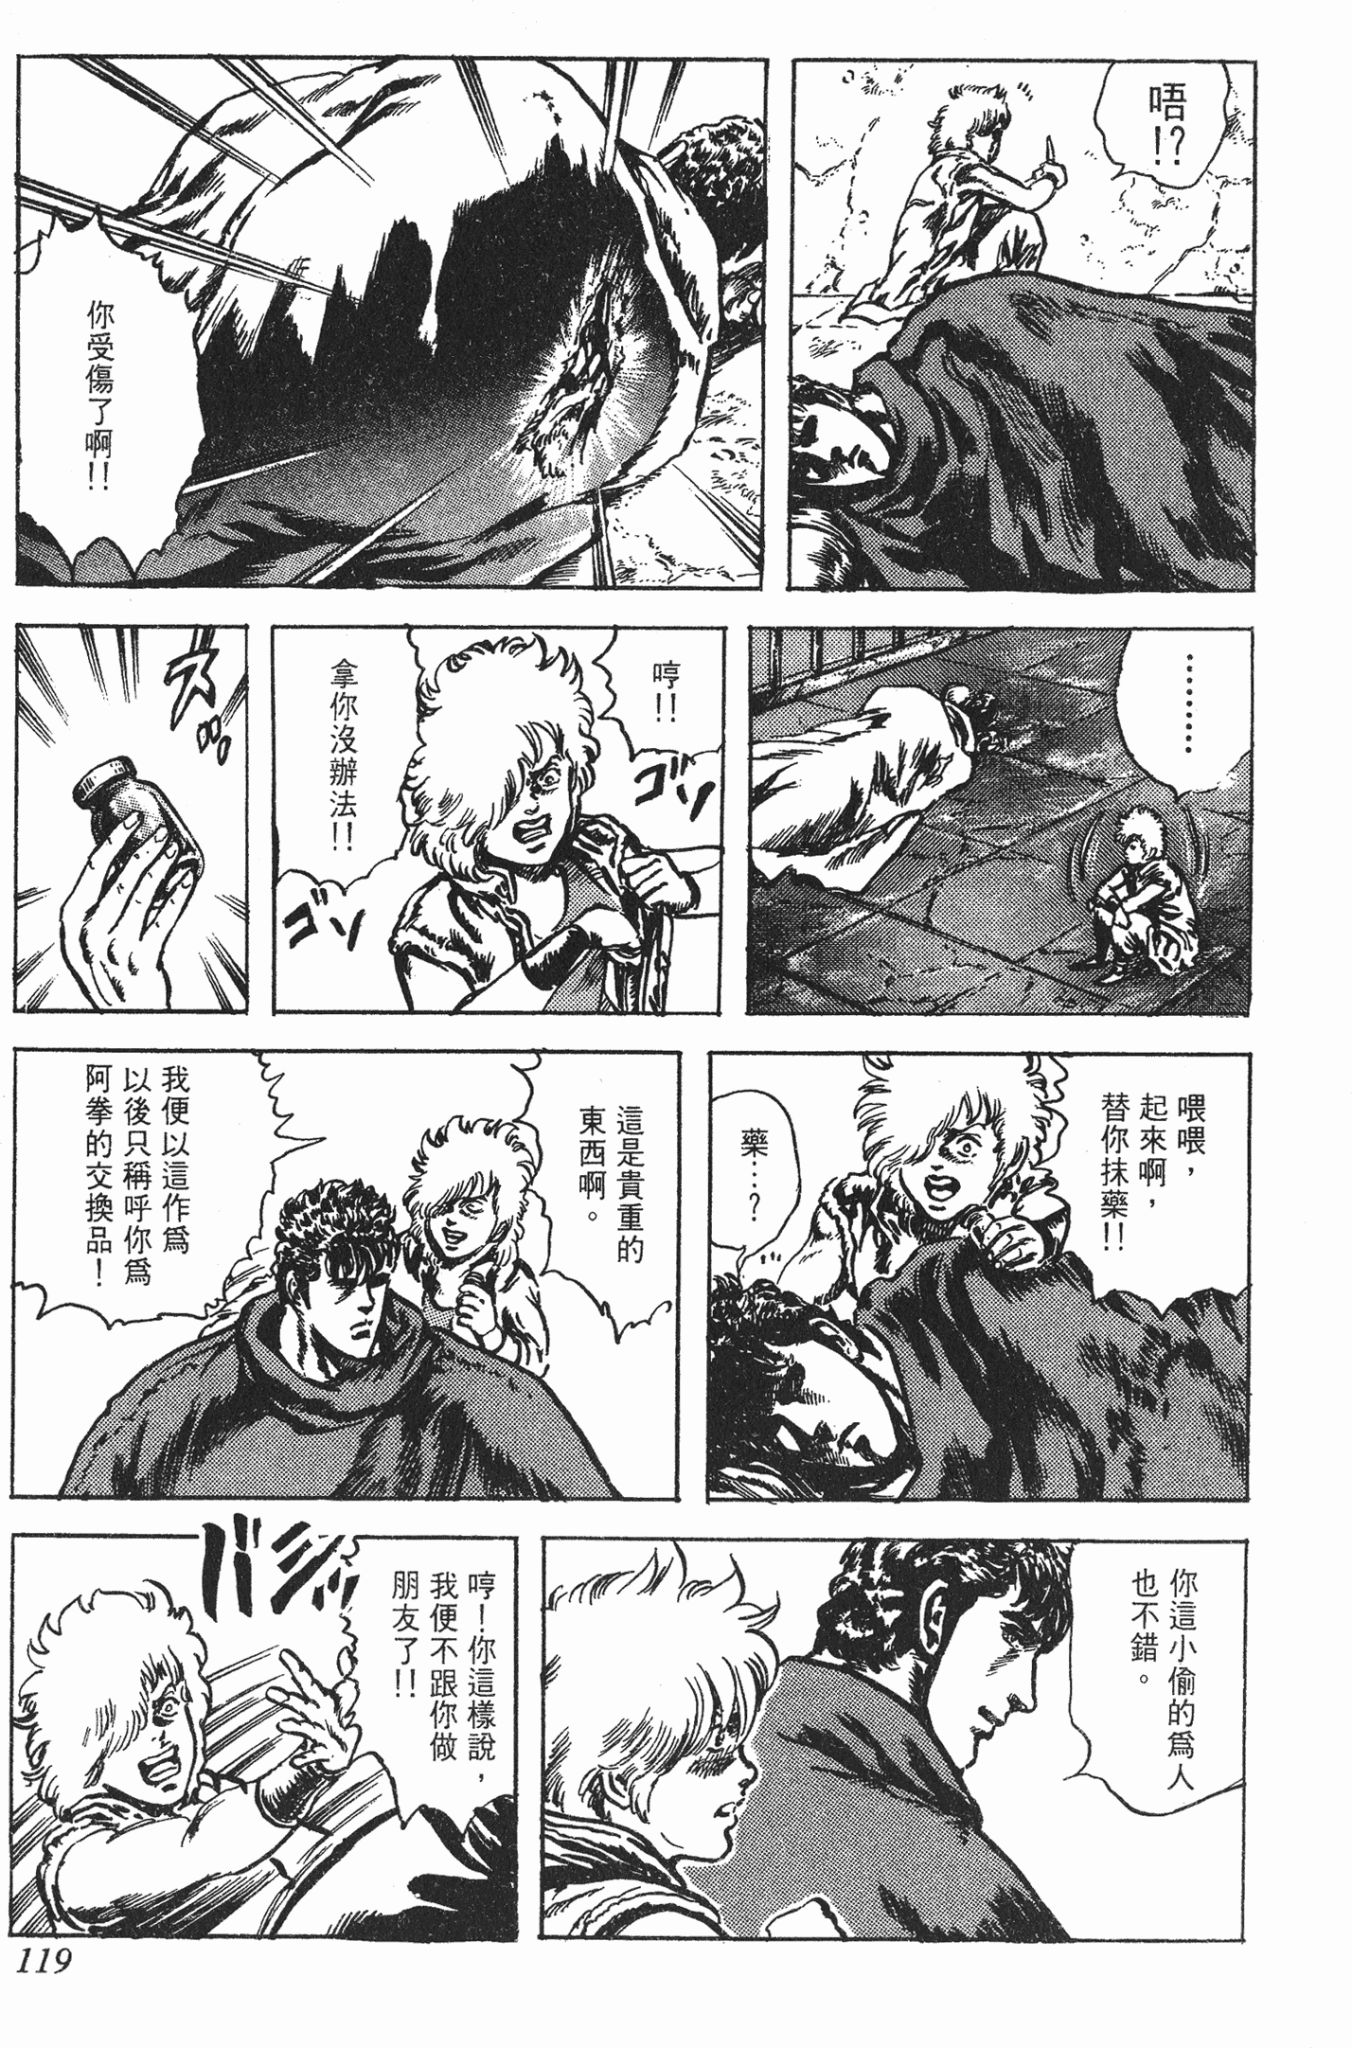 唔!?
你受傷了啊!!
………
哼!!
拿你沒辦法!!
ゴソ
ゴソ
ス
喂喂，
起來啊，
替你抹藥!!
藥…?
這是貴重的
東西啊。
我便以這作爲
以後只稱呼你爲
阿拳的交換品！
你這小偷的爲人
也不錯。
哼！你這樣說，
我便不跟你做
朋友了!!
バシッ
119